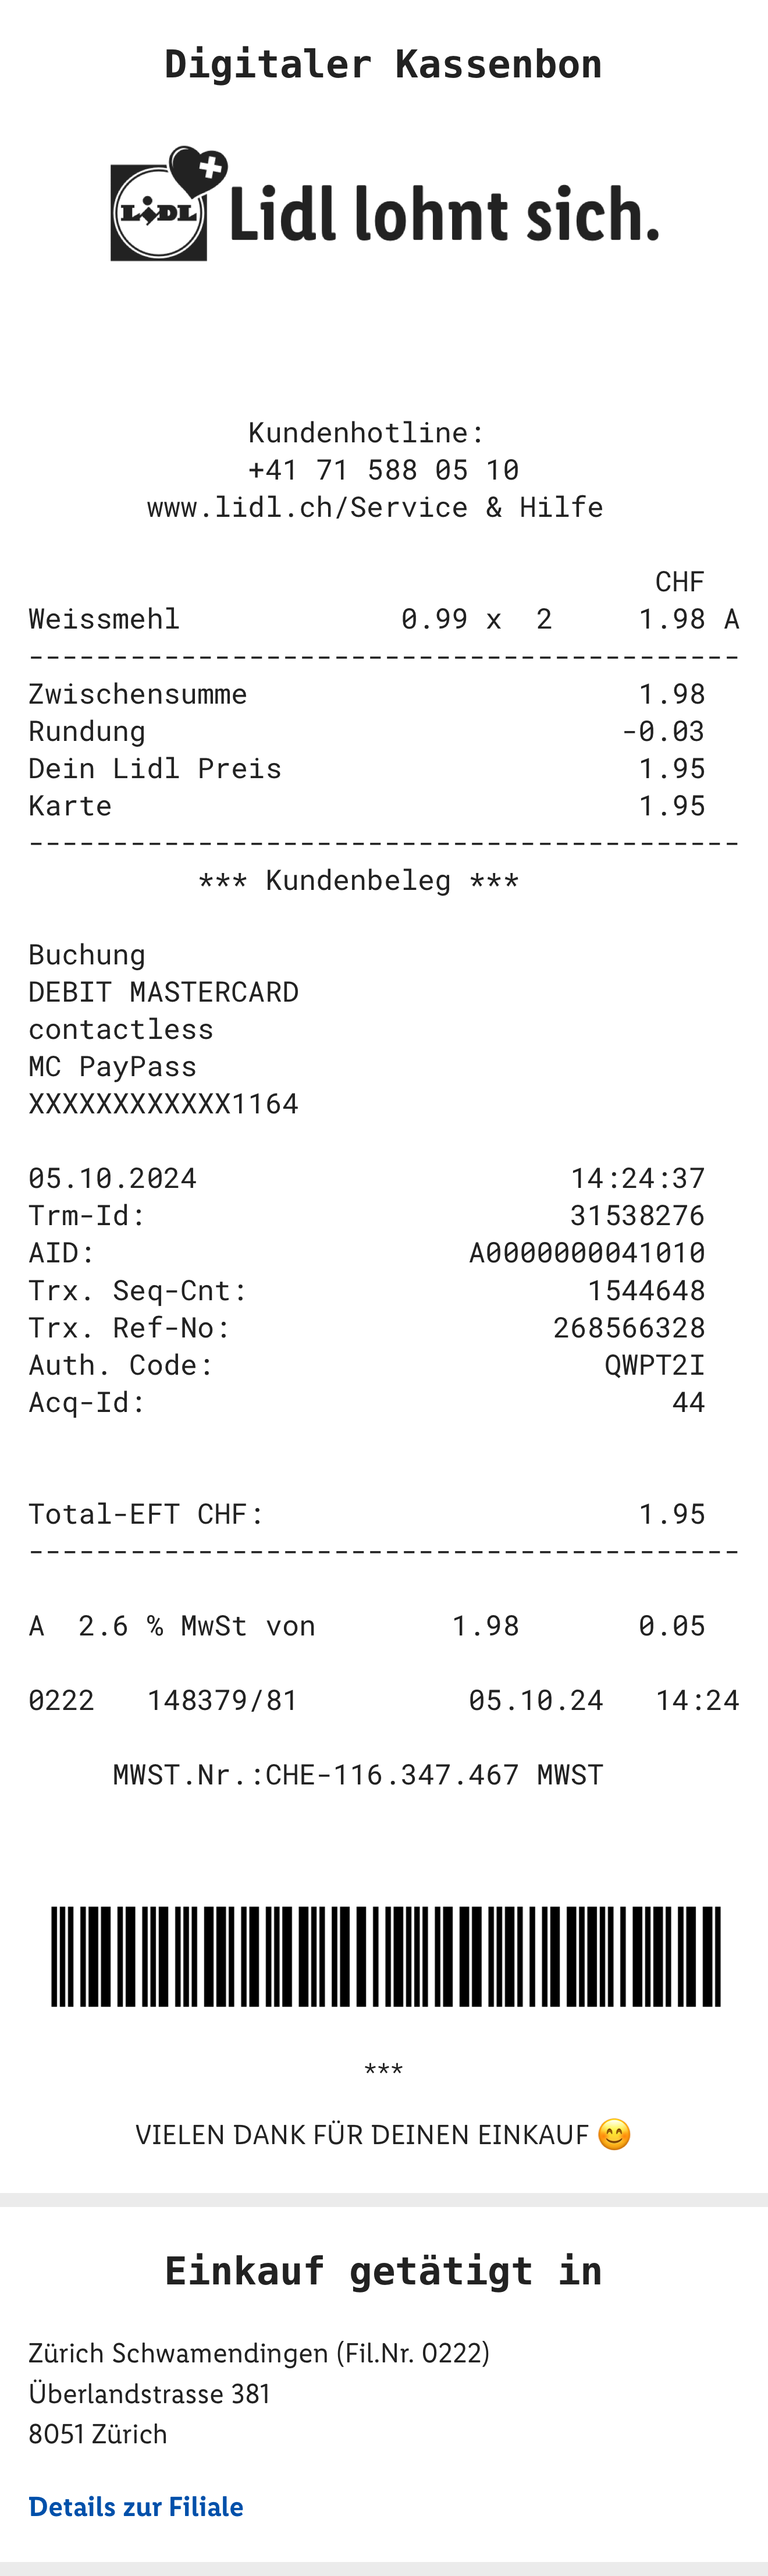 Digitaler Kassenbon
LIDL Lidl lohnt sich.
Kundenhotline:
+41 71 588 05 10
www.lidl.ch/Service & Hilfe
CHF
Weissmehl 0.99 x 2 1.98 A
------------------------------------------
Zwischensumme 1.98
Rundung -0.03
Dein Lidl Preis 1.95
Karte 1.95
------------------------------------------
*** Kundenbeleg ***
Buchung
DEBIT MASTERCARD
contactless
MC PayPass
XXXXXXXXXXXX1164
05.10.2024 14:24:37
Trm-Id: 31538276
AID: A0000000041010
Trx. Seq-Cnt: 1544648
Trx. Ref-No: 268566328
Auth. Code: QWPT2I
Acq-Id: 44
Total-EFT CHF: 1.95
------------------------------------------
A 2.6 % MwSt von 1.98 0.05
0222 148379/81 05.10.24 14:24
MWST.Nr.:CHE-116.347.467 MWST
***
VIELEN DANK FÜR DEINEN EINKAUF 😊
Einkauf getätigt in
Zürich Schwamendingen (Fil.Nr. 0222)
Überlandstrasse 381
8051 Zürich
Details zur Filiale